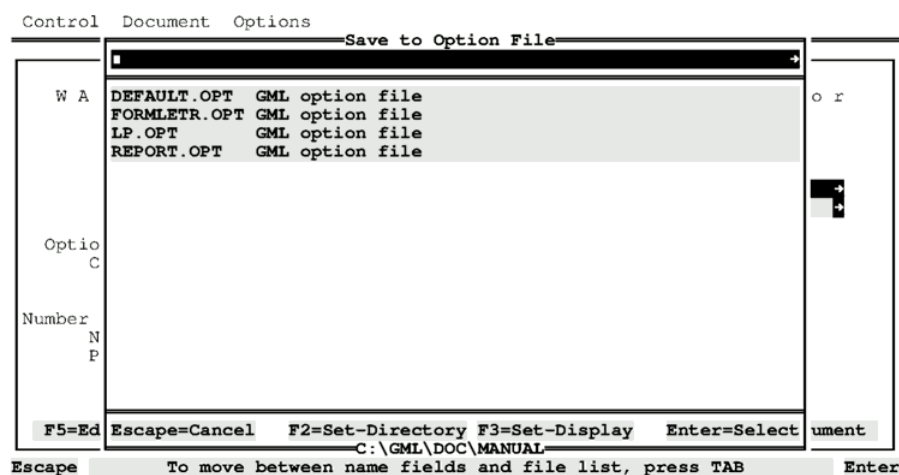 Control Document Options
Save to Option File
W A
o r
DEFAULT.OPT GML option file
FORMLETR.OPT GML option file
LP.OPT GML option file
REPORT.OPT GML option file
Optio
C
Number
N
P
F5=Ed Escape=Cancel F2=Set-Directory F3=Set-Display Enter=Select ument
C:\GML\DOC\MANUAL
Escape To move between name fields and file list, press TAB Enter